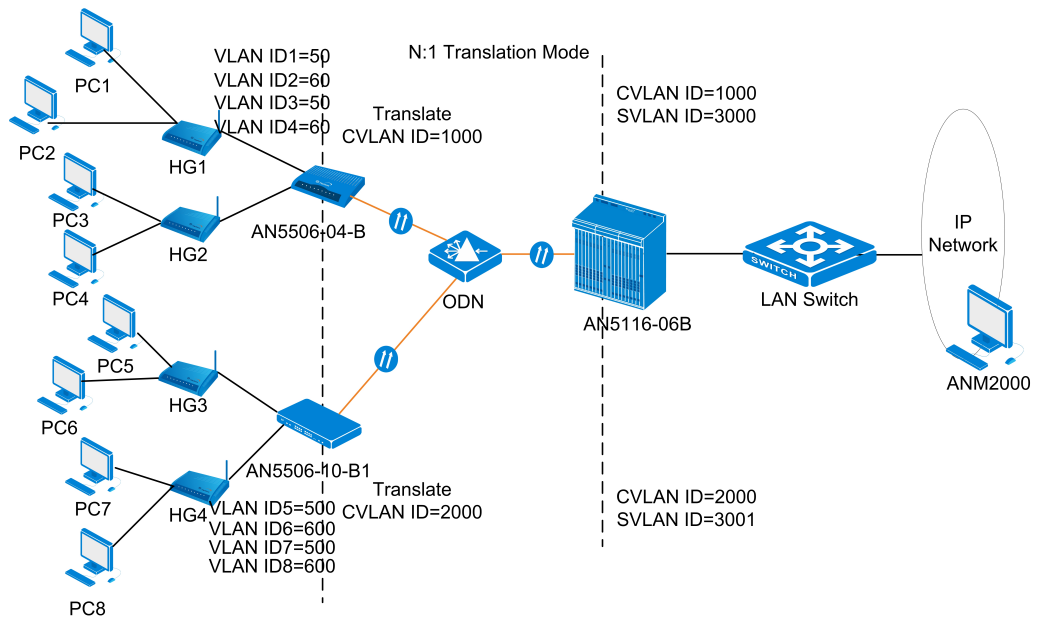 N:1 Translation Mode
VLAN ID1=50
VLAN ID2=60
VLAN ID3=50
VLAN ID4=60
Translate
CVLAN ID=1000
CVLAN ID=1000
SVLAN ID=3000
PC1
PC2
HG1
PC3
HG2
PC4
AN5506-04-B
ODN
AN5116-06B
SWITCH
LAN Switch
IP
Network
ANM2000
PC5
HG3
PC6
AN5506-10-B1
PC7
HG4
PC8
VLAN ID5=500
VLAN ID6=600
VLAN ID7=500
VLAN ID8=600
Translate
CVLAN ID=2000
CVLAN ID=2000
SVLAN ID=3001